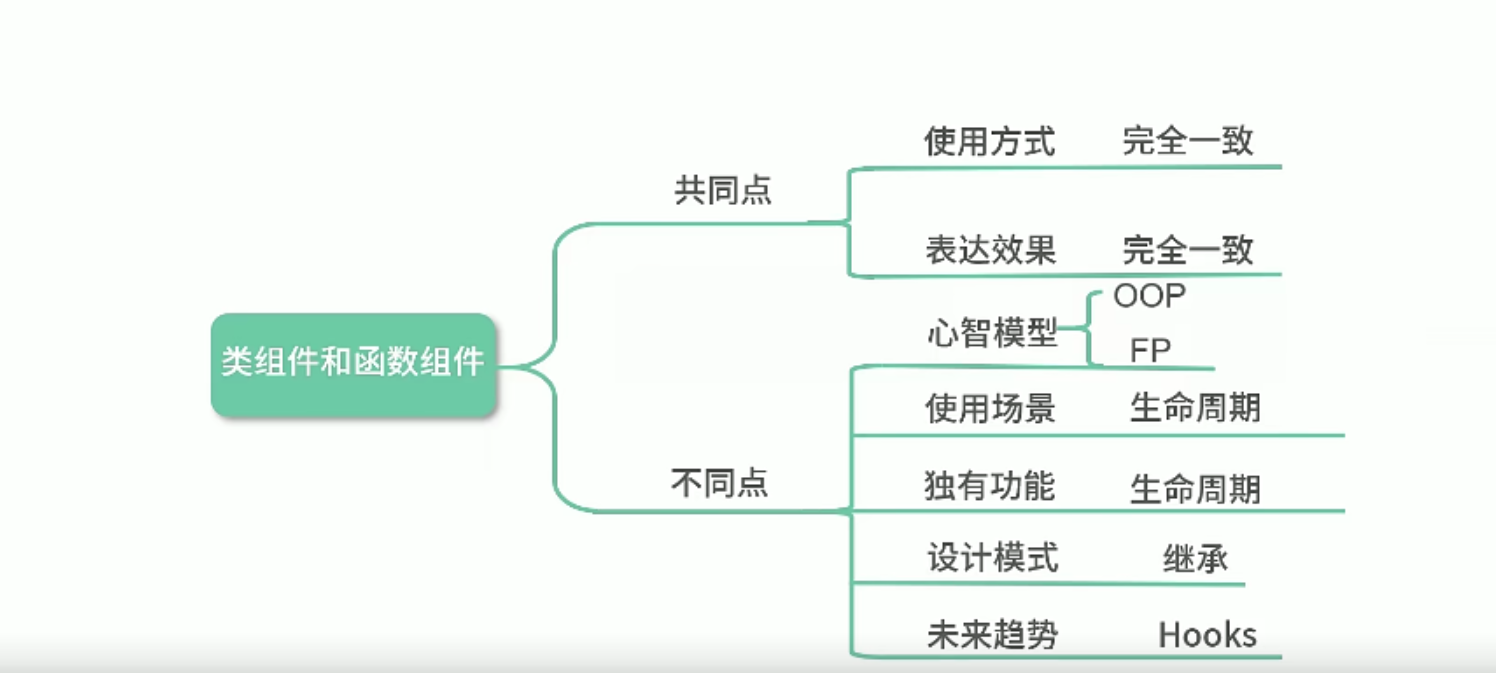 类组件和函数组件
共同点
使用方式 完全一致
表达效果 完全一致
不同点
心智模型 OOP
FP
使用场景 生命周期
独有功能 生命周期
设计模式 继承
未来趋势 Hooks